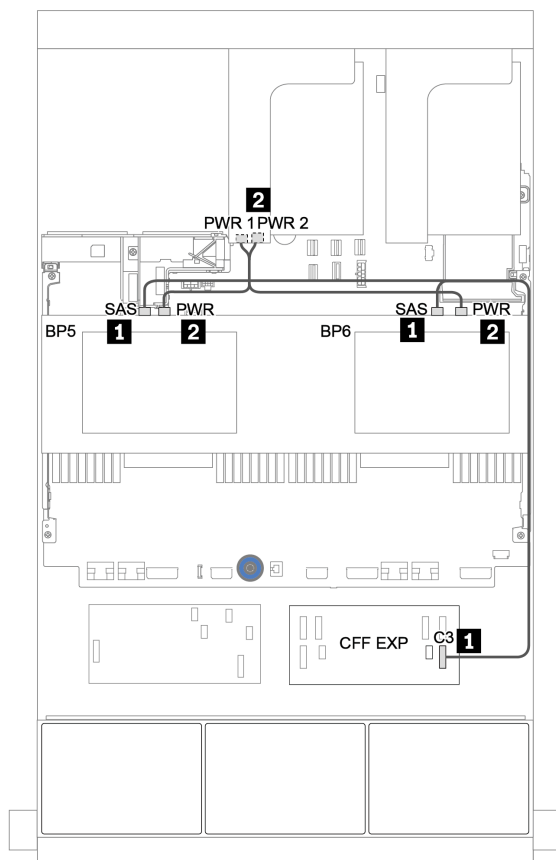 2
PWR 1 PWR 2
SAS PWR SAS PWR
BP5 1 2 BP6 1 2
CFF EXP C3 1